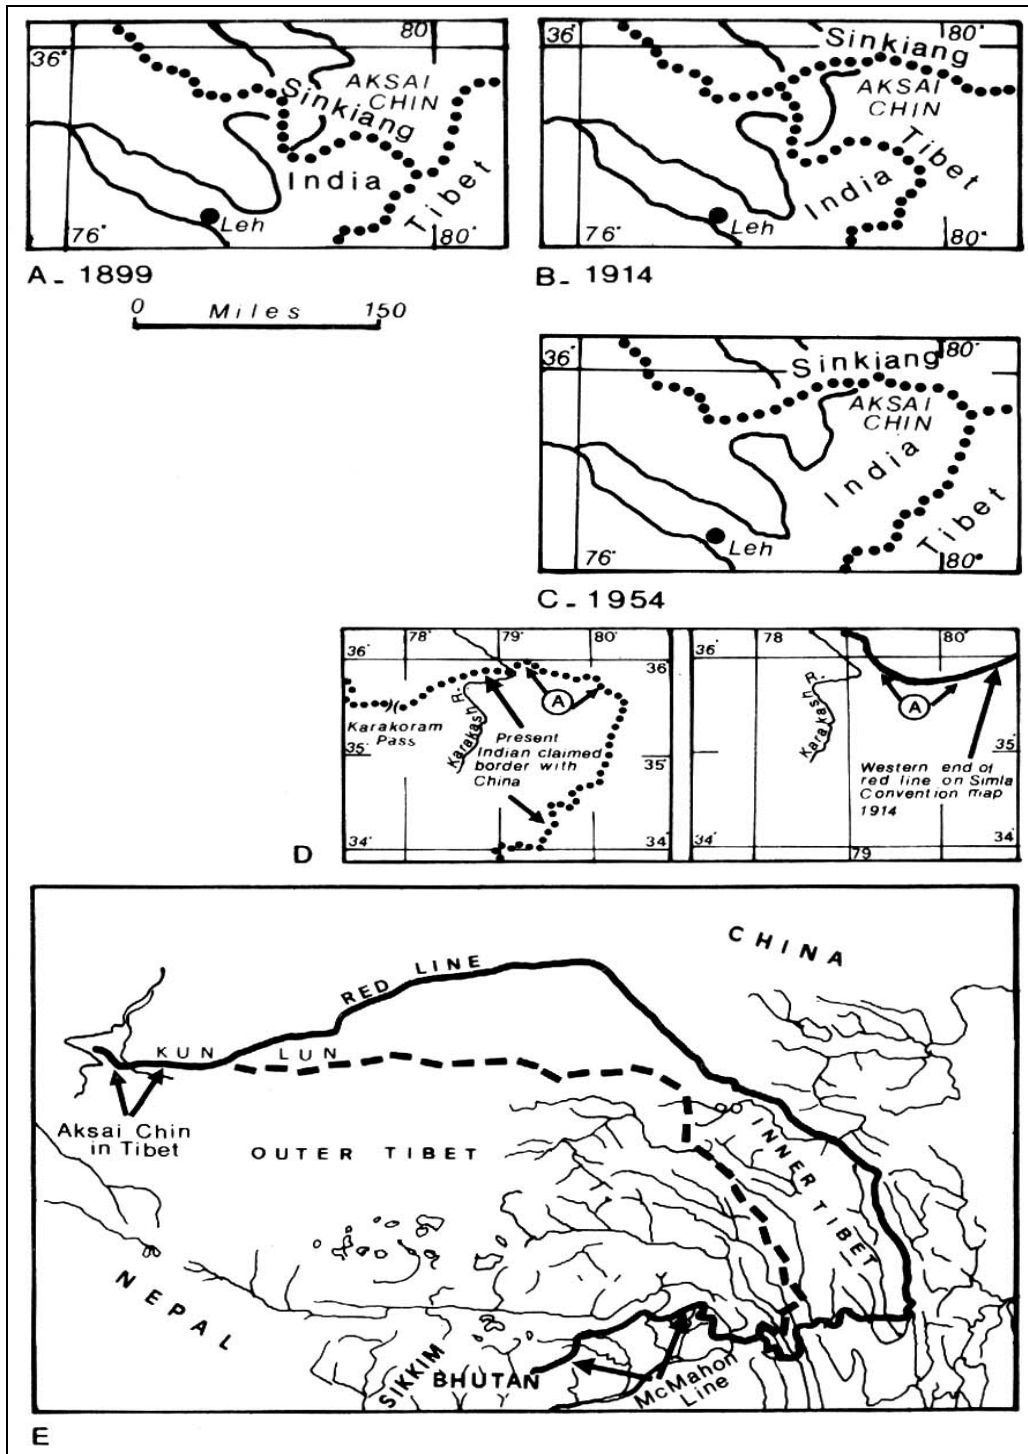 80
36°
Sinkiang
AKSAI
CHIN
India
Tibet
Leh
76°
80°
A - 1899
80°
36°
Sinkiang
AKSAI
CHIN
Tibet
India
Leh
76°
80°
B - 1914
0 Miles 150
80°
36°
Sinkiang
AKSAI
CHIN
India
Tibet
Leh
76°
80°
C - 1954
78° 79° 80°
36° 36
A
Karakoram
Pass
Karakash R.
Present
Indian claimed
border with
China
35° 35°
34° 34°
D
78 80°
36° 36°
A
Karakash R.
35°
Western end of
red line on Simla
Convention map
1914
34° 34°
79
CHINA
RED LINE
KUN LUN
Aksai Chin
in Tibet
OUTER TIBET
INNER TIBET
NEPAL
SIKKIM
BHUTAN
McMahon
Line
E